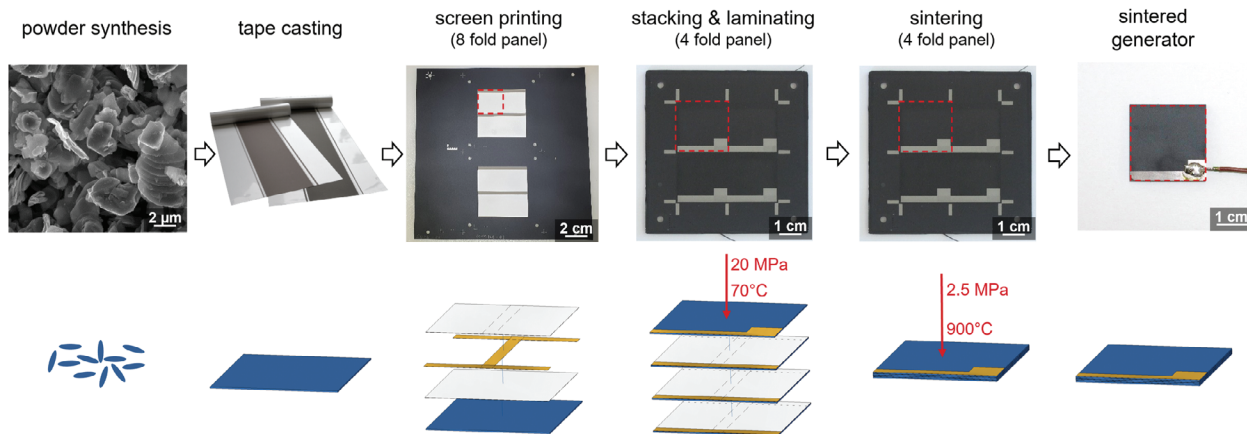 powder synthesis
tape casting
screen printing
(8 fold panel)
stacking & laminating
(4 fold panel)
sintering
(4 fold panel)
sintered
generator
2 µm
2 cm
1 cm
1 cm
1 cm
20 MPa
70°C
2.5 MPa
900°C